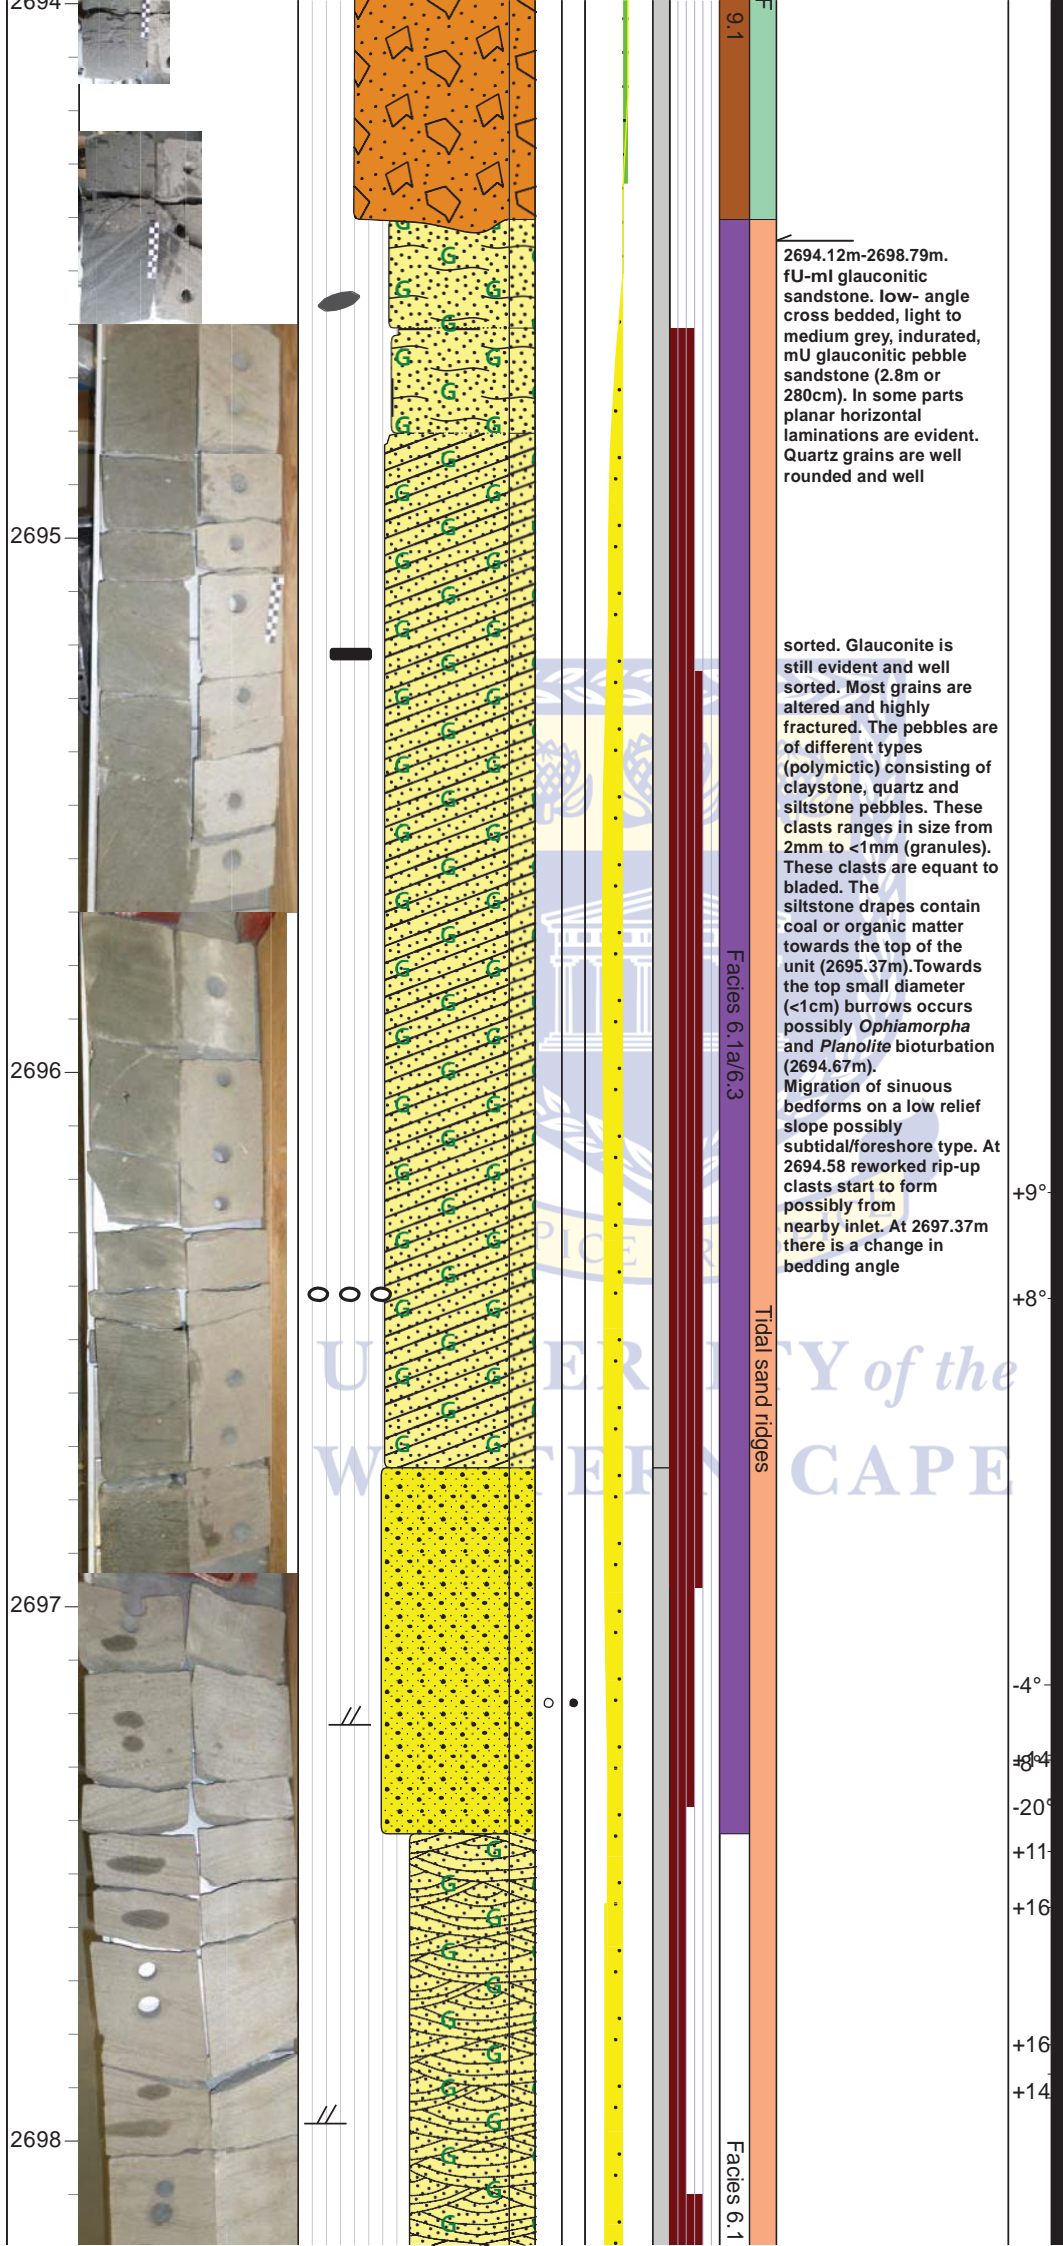 2694
9.1
F
2694.12m-2698.79m.
fU-ml glauconitic
sandstone. low- angle
cross bedded, light to
medium grey, indurated,
mU glauconitic pebble
sandstone (2.8m or
280cm). In some parts
planar horizontal
laminations are evident.
Quartz grains are well
rounded and well
2695
sorted. Glauconite is
still evident and well
sorted. Most grains are
altered and highly
fractured. The pebbles are
of different types
(polymictic) consisting of
claystone, quartz and
siltstone pebbles. These
clasts ranges in size from
2mm to <1mm (granules).
These clasts are equant to
bladed. The
siltstone drapes contain
coal or organic matter
towards the top of the
unit (2695.37m).Towards
the top small diameter
(<1cm) burrows occurs
possibly Ophiamorpha
and Planolite bioturbation
(2694.67m).
Migration of sinuous
bedforms on a low relief
slope possibly
subtidal/foreshore type. At
2694.58 reworked rip-up
clasts start to form
possibly from
nearby inlet. At 2697.37m
there is a change in
bedding angle
Facies 6.1a/6.3
2696
+9°
+8°
Tidal sand ridges
2697
-4°
-20°
+11
+16
+16
+14
2698
Facies 6.1
of the
CAPE